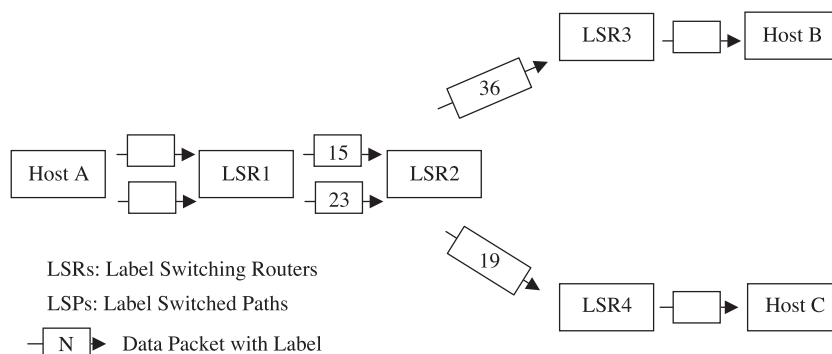 LSR3
Host B
36
15
Host A
LSR1
LSR2
23
19
LSRs: Label Switching Routers
LSPs: Label Switched Paths
LSR4
Host C
N Data Packet with Label